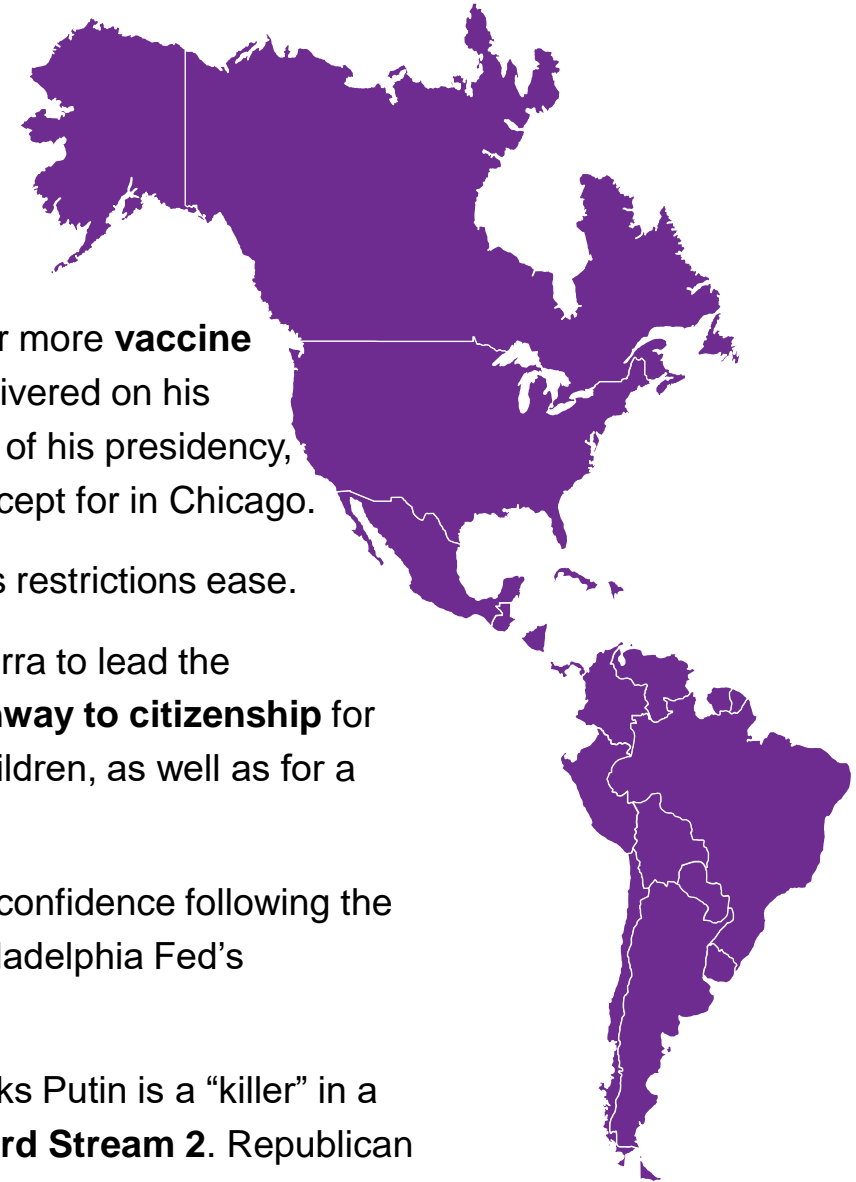 r more vaccine
ivered on his
of his presidency,
cept for in Chicago.
s restrictions ease.
rra to lead the
way to citizenship for
ildren, as well as for a
confidence following the
ladelphia Fed's
ks Putin is a “killer” in a
rd Stream 2. Republican